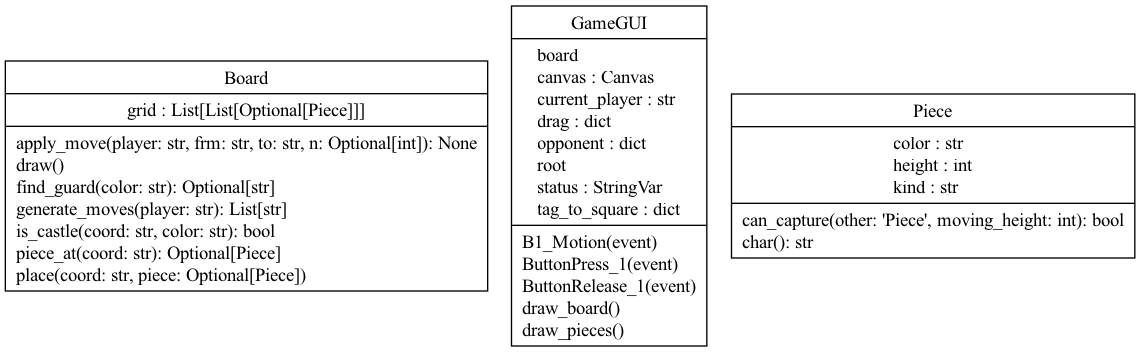 Board
grid : List[List[Optional[Piece]]]
apply_move(player: str, frm: str, to: str, n: Optional[int]): None
draw()
find_guard(color: str): Optional[str]
generate_moves(player: str): List[str]
is_castle(coord: str, color: str): bool
piece_at(coord: str): Optional[Piece]
place(coord: str, piece: Optional[Piece])
GameGUI
board
canvas : Canvas
current_player : str
drag : dict
opponent : dict
root
status : StringVar
tag_to_square : dict
B1_Motion(event)
ButtonPress_1(event)
ButtonRelease_1(event)
draw_board()
draw_pieces()
Piece
color : str
height : int
kind : str
can_capture(other: 'Piece', moving_height: int): bool
char(): str